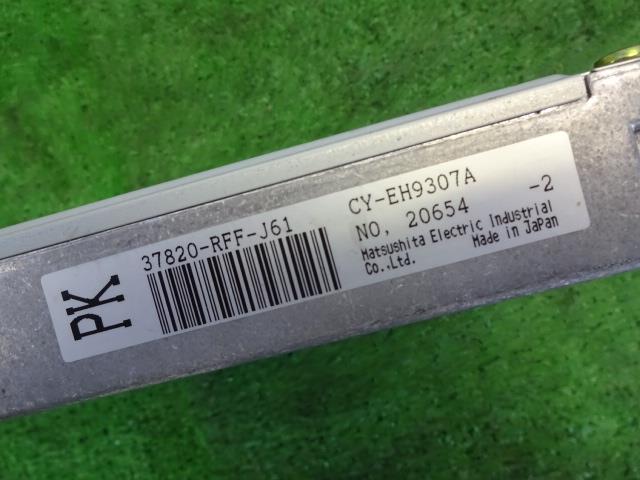 PK
37820-RFF-J61
CY-EH9307A
NO, 20654 -2
Matsushita Electric Industrial
Co.,Ltd. Made in Japan